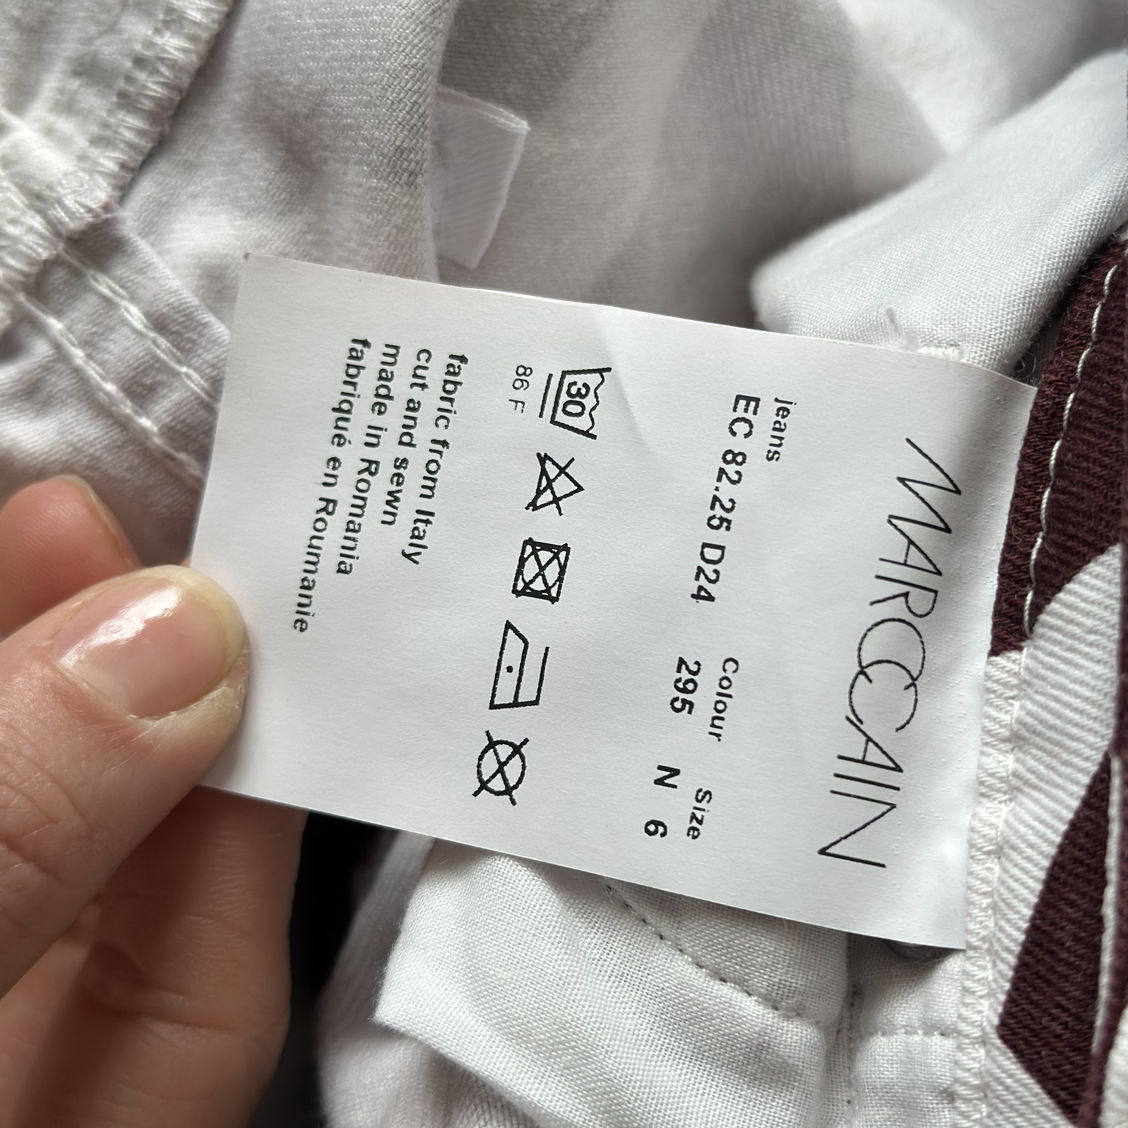 MARCCAIN
jeans
EC 82.25 D24
Colour
295
Size
N 6
30
86 F
fabric from Italy
cut and sewn
made in Romania
fabriqué en Roumanie